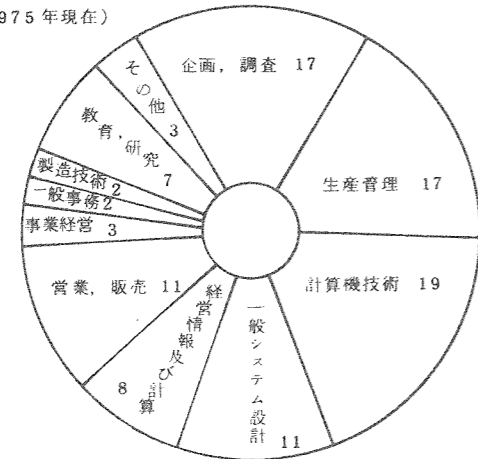 975年現在）
企画，調査 17
生産管理 17
計算機技術 19
一般システム設計 11
経営情報及び計算 8
営業，販売 11
事業経営 3
一般事務 2
製造技術 2
教育，研究 7
その他 3